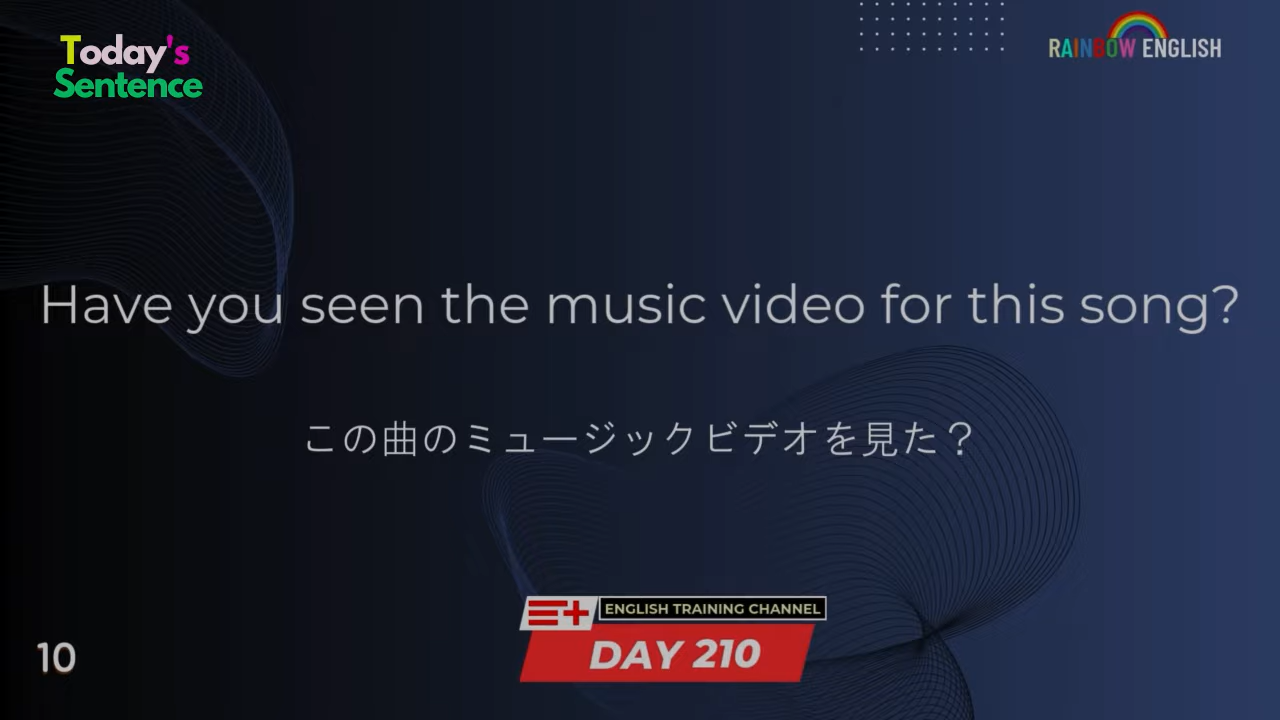 Today's
Sentence
RAINBOW ENGLISH
Have you seen the music video for this song?
この曲のミュージックビデオを見た？
ENGLISH TRAINING CHANNEL
DAY 210
10